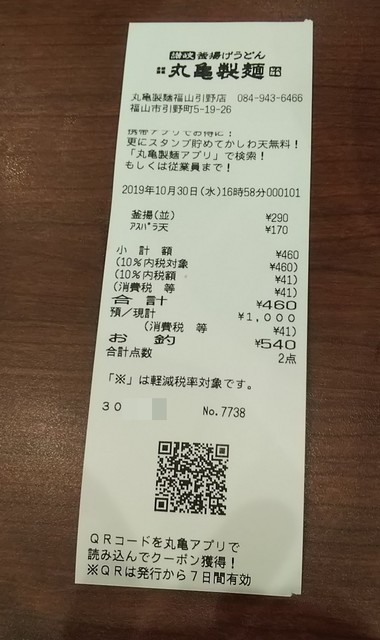 讃岐 釜揚げうどん
丸亀製麺
丸亀製麺福山引野店 084-943-6466
福山市引野町5-19-26
携帯アプリでお得に!
更にスタンプ貯めてかしわ天無料!
「丸亀製麺アプリ」で検索!
もしくは従業員まで!
2019年10月30日(水)16時58分000101
釜揚(並) ¥290
アスパラ天 ¥170
小 計 額 ¥460
(10%内税対象 ¥460)
(10%内税額 ¥41)
(消費税 等 ¥41)
合 計 ¥460
預/現計 ¥1,000
(消費税 等 ¥41)
お 釣 ¥540
合計点数 2点
「※」は軽減税率対象です。
30 No.7738
QRコードを丸亀アプリで
読み込んでクーポン獲得!
※QRは発行から7日間有効